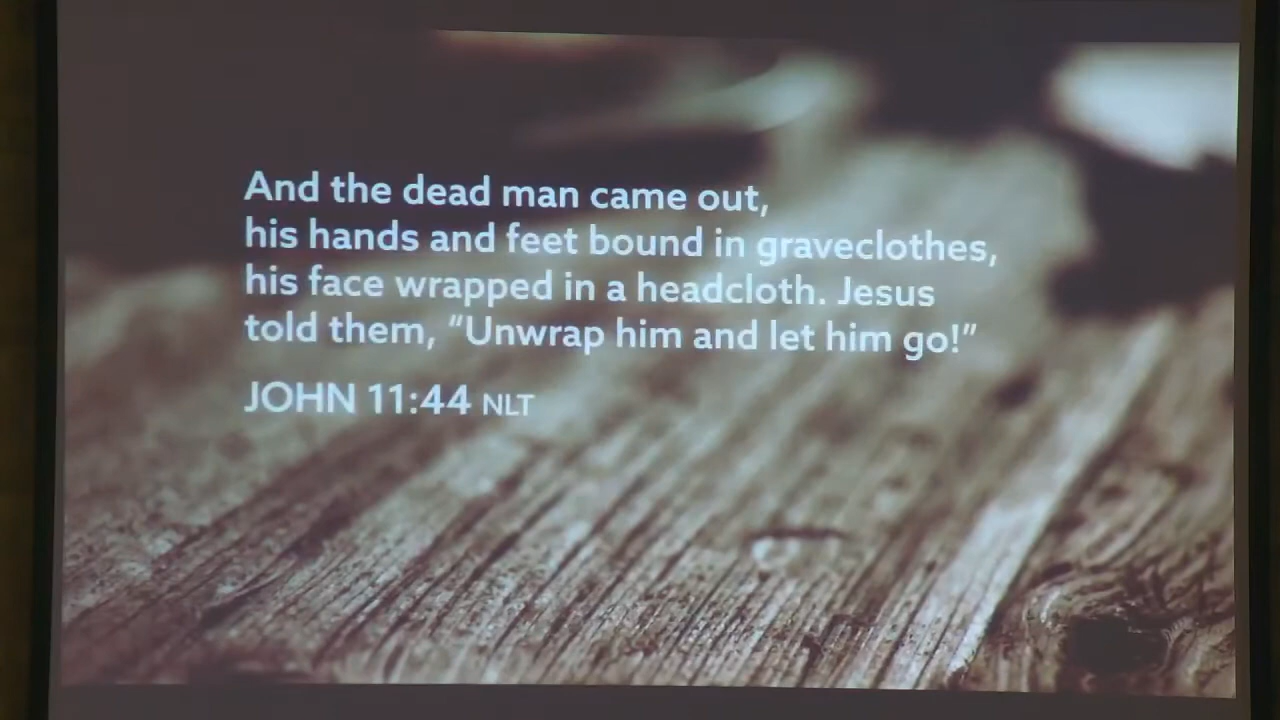 And the dead man came out,
his hands and feet bound in graveclothes,
his face wrapped in a headcloth. Jesus
told them, “Unwrap him and let him go!”
JOHN 11:44 NLT